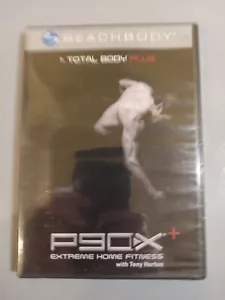 BEACHBODY
1. TOTAL BODY PLUS
P90X+
EXTREME HOME FITNESS
with Tony Horton